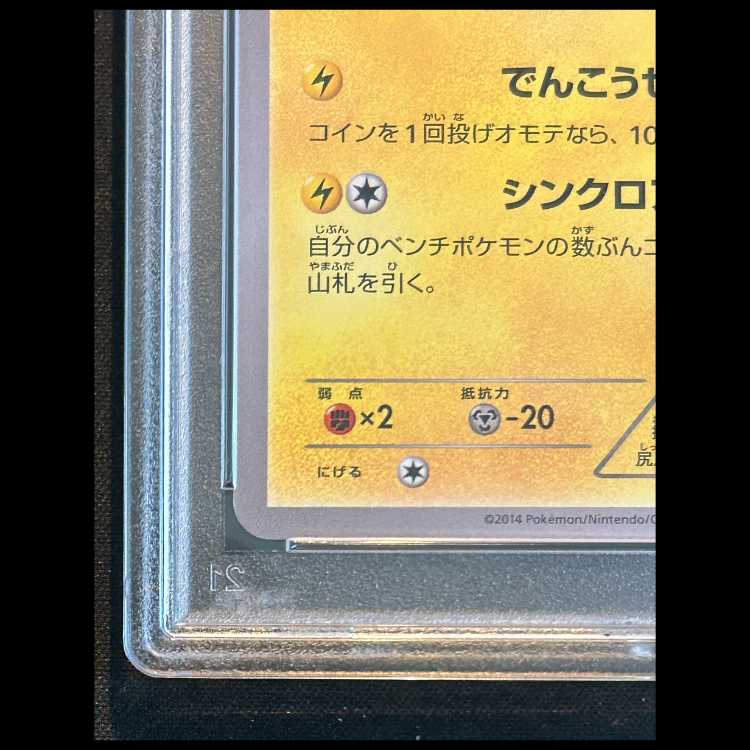 でんこうせ
コインを1回投げオモテなら、10
かい な
シンクロ
自分のベンチポケモンの数ぶんコ
じぶん かず
山札を引く。
やまふだ ひ
弱点 抵抗力
×2 -20
にげる
尻
©2014 Pokémon/Nintendo/C
21